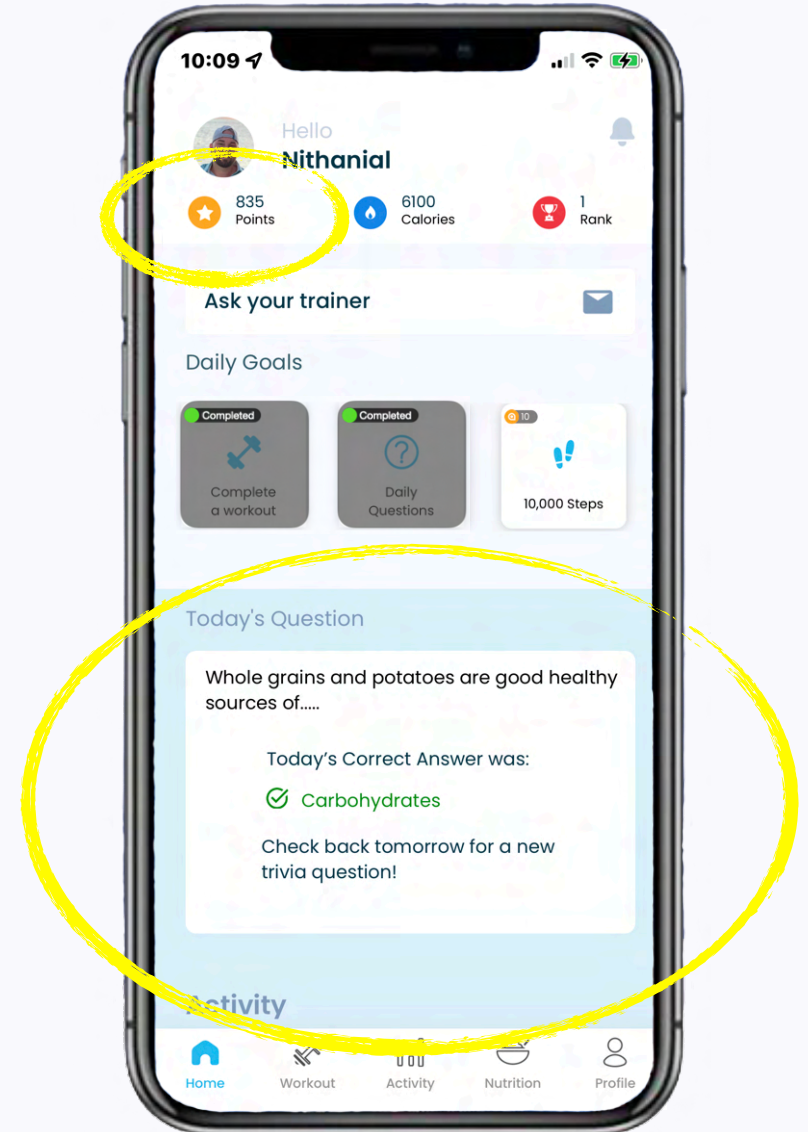 10:09
Hello
Nithanial
835
Points
6100
Calories
1
Rank
Ask your trainer
Daily Goals
Completed
Complete
a workout
Completed
Daily
Questions
10
10,000 Steps
Today's Question
Whole grains and potatoes are good healthy
sources of.....
Today's Correct Answer was:
Carbohydrates
Check back tomorrow for a new
trivia question!
Activity
Home
Workout
Activity
Nutrition
Profile